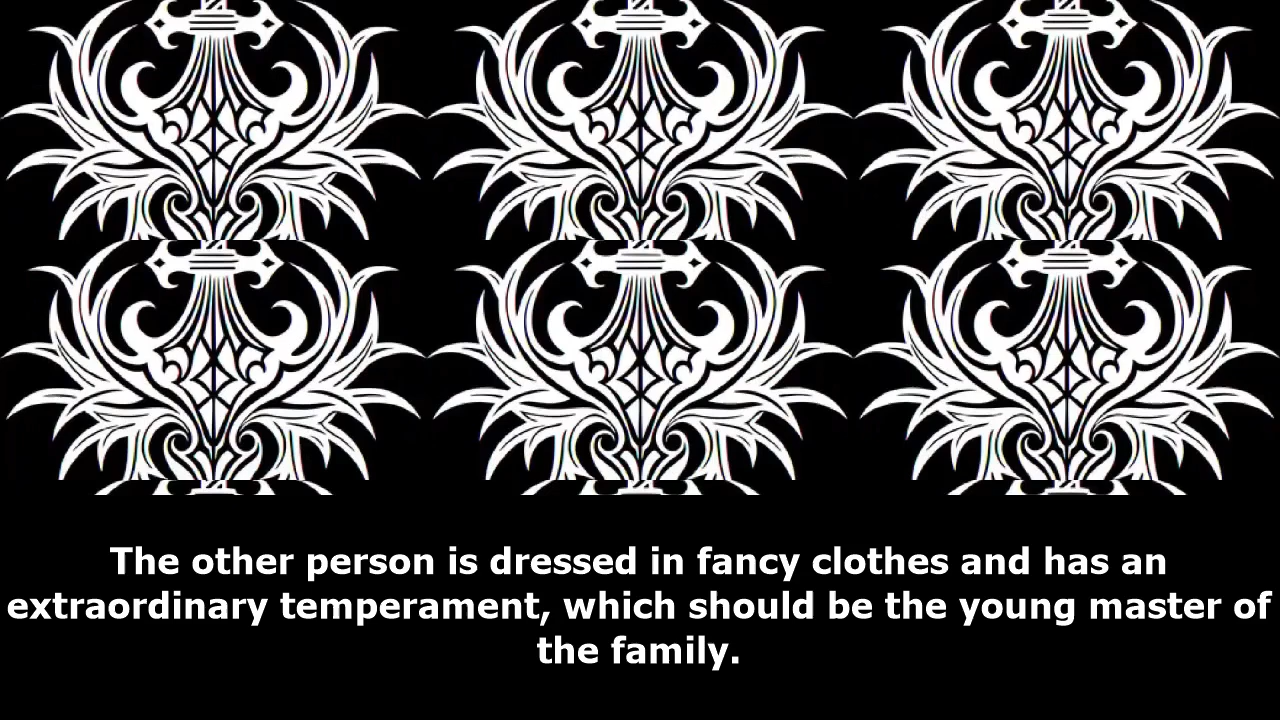 The other person is dressed in fancy clothes and has an
extraordinary temperament, which should be the young master of
the family.